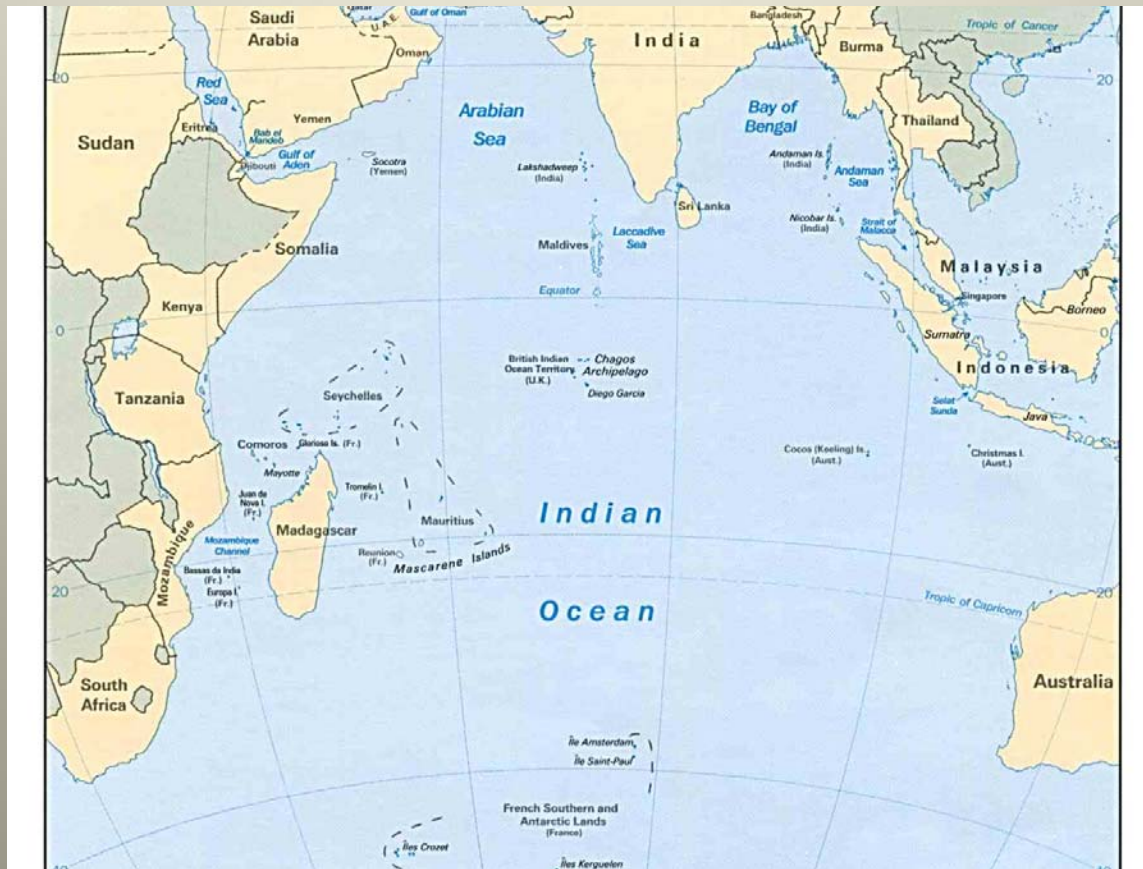 Qatar
Gulf of Oman
Saudi
Arabia
U.A.E.
Oman
India
Bangladesh
Burma
Tropic of Cancer
20
20
Red
Sea
Arabian
Sea
Bay of
Bengal
Sudan
Eritrea
Yemen
Bab el
Mandeb
Djibouti
Gulf of
Aden
Socotra
(Yemen)
Lakshadweep
(India)
Andaman Is.
(India)
Andaman
Sea
Thailand
Somalia
Maldives
Laccadive
Sea
Sri Lanka
Nicobar Is.
(India)
Strait of
Malacca
Malaysia
Singapore
Kenya
Equator
Borneo
0
0
Sumatra
Indonesia
British Indian
Ocean Territory
(U.K.)
Chagos
Archipelago
Diego Garcia
Tanzania
Seychelles
Selat
Sunda
Java
Comoros
Glorioso Is. (Fr.)
Mayotte
Cocos (Keeling) Is.
(Aust.)
Christmas I.
(Aust.)
Juan de
Nova I.
(Fr.)
Tromelin I.
(Fr.)
Madagascar
Mauritius
Indian
Mozambique
Mozambique
Channel
Reunion
(Fr.)
Mascarene Islands
Bassas da India
(Fr.)
Europa I.
(Fr.)
20
20
Ocean
Tropic of Capricorn
South
Africa
Australia
Île Amsterdam
Île Saint-Paul
French Southern and
Antarctic Lands
(France)
Îles Crozet
Îles Kerguelen